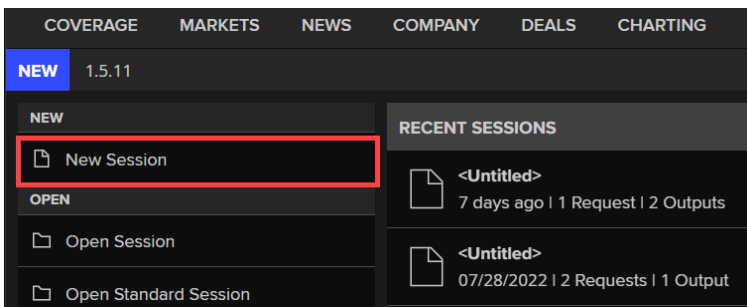 COVERAGE MARKETS NEWS COMPANY DEALS CHARTING
NEW 1.5.11
NEW
New Session
OPEN
Open Session
Open Standard Session
RECENT SESSIONS
<Untitled>
7 days ago | 1 Request | 2 Outputs
<Untitled>
07/28/2022 | 2 Requests | 1 Output